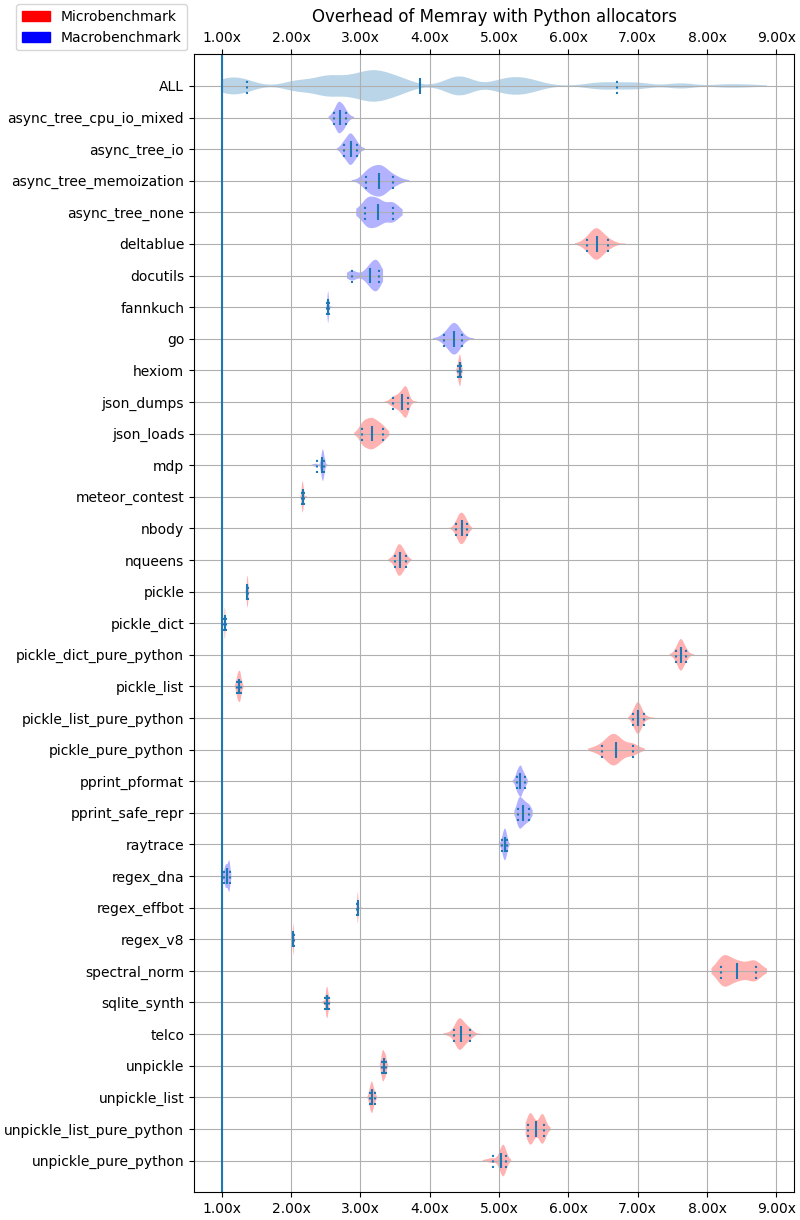 Microbenchmark
Macrobenchmark
Overhead of Memray with Python allocators
1.00x 2.00x 3.00x 4.00x 5.00x 6.00x 7.00x 8.00x 9.00x
ALL
async_tree_cpu_io_mixed
async_tree_io
async_tree_memoization
async_tree_none
deltablue
docutils
fannkuch
go
hexiom
json_dumps
json_loads
mdp
meteor_contest
nbody
nqueens
pickle
pickle_dict
pickle_dict_pure_python
pickle_list
pickle_list_pure_python
pickle_pure_python
pprint_pformat
pprint_safe_repr
raytrace
regex_dna
regex_effbot
regex_v8
spectral_norm
sqlite_synth
telco
unpickle
unpickle_list
unpickle_list_pure_python
unpickle_pure_python
1.00x 2.00x 3.00x 4.00x 5.00x 6.00x 7.00x 8.00x 9.00x